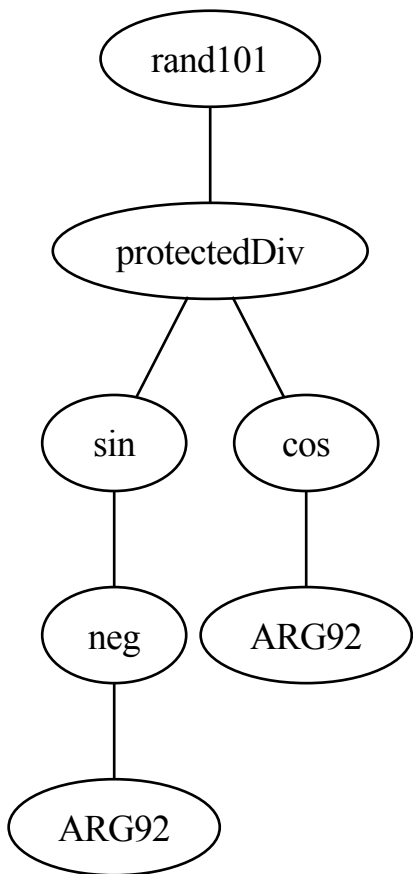 rand101
protectedDiv
sin
cos
neg
ARG92
ARG92